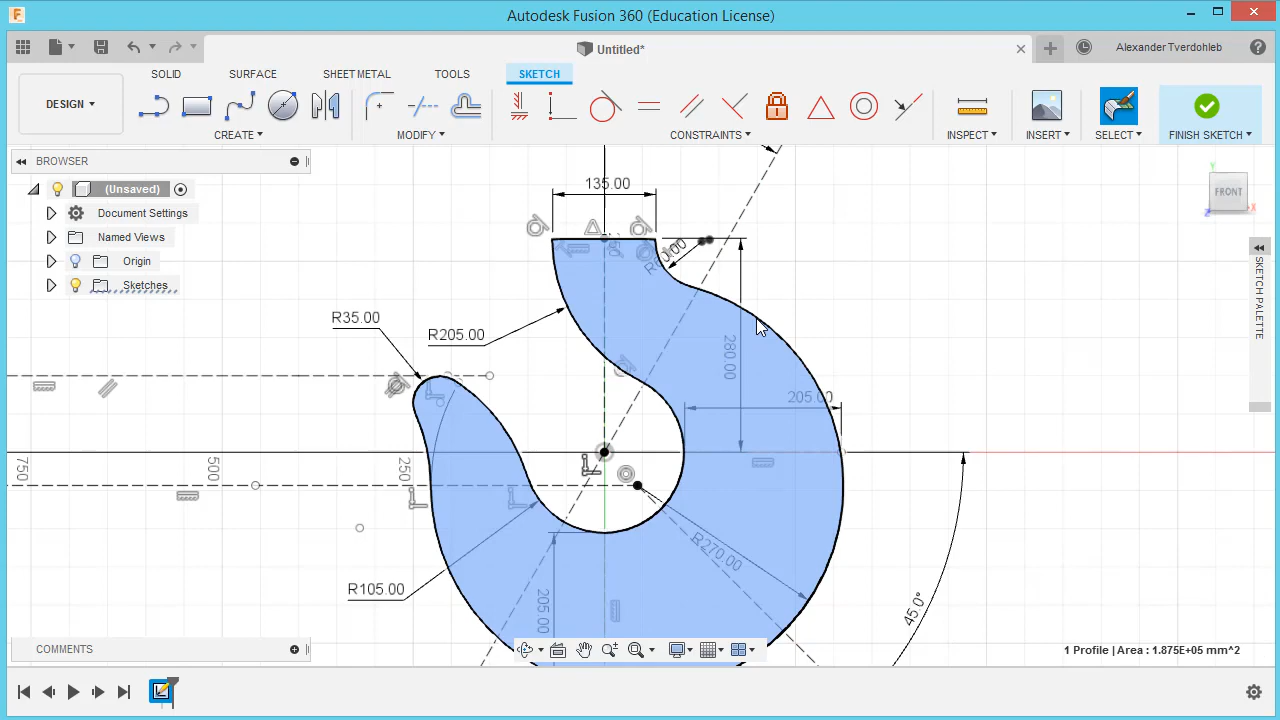 Autodesk Fusion 360 (Education License)
Untitled*
Alexander Tverdohleb
DESIGN
SOLID
SURFACE
SHEET METAL
TOOLS
SKETCH
CREATE
MODIFY
CONSTRAINTS
INSPECT
INSERT
SELECT
FINISH SKETCH
BROWSER
(Unsaved)
Document Settings
Named Views
Origin
Sketches
FRONT
SKETCH PALETTE
135.00
R35.00
R205.00
280.00
205.00
750
500
250
R270.00
R105.00
205.00
45.0°
COMMENTS
1 Profile | Area : 1.875E+05 mm^2